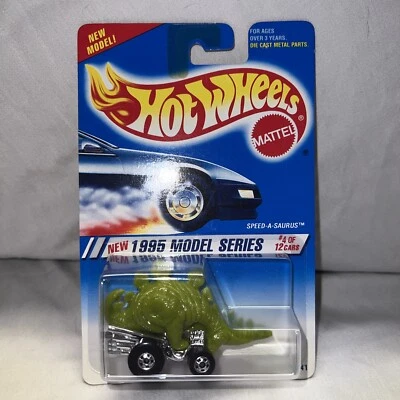 NEW
MODEL!
FOR AGES
OVER 3 YEARS.
DIE CAST METAL PARTS.
HOT WHEELS
MATTEL
SPEED-A-SAURUS™
NEW 1995 MODEL SERIES
#4 OF
12 CARS